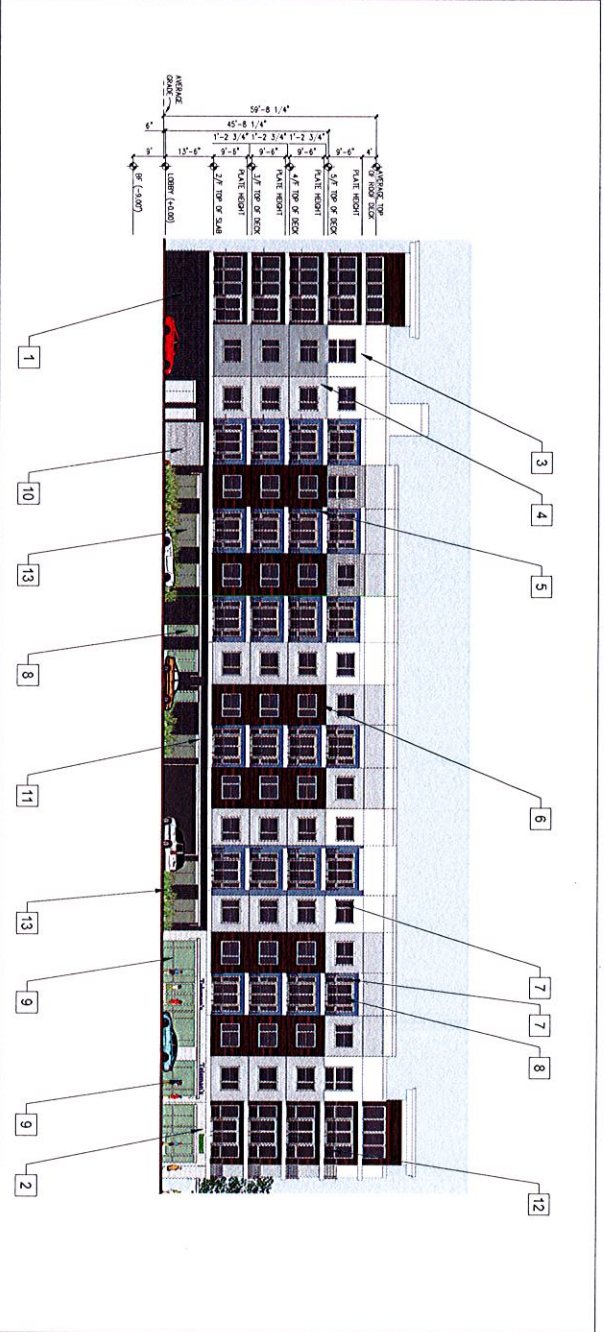 59'-8 1/4"
45'-8 1/4"
1'-2 3/4" 1'-2 3/4" 1'-2 3/4"
6" 9' 13'-6" 9'-6" 9'-6" 9'-6" 9'-6" 4'
AVERAGE
GRADE
BF (-9.00')
LOBBY (+0.00)
2/F TOP OF SLAB
PLATE HEIGHT
3/F TOP OF DECK
PLATE HEIGHT
4/F TOP OF DECK
PLATE HEIGHT
5/F TOP OF DECK
PLATE HEIGHT
AVERAGE TOP
OF ROOF DECK
3
4
5
6
7
7
8
12
1
10
13
8
11
13
9
9
2